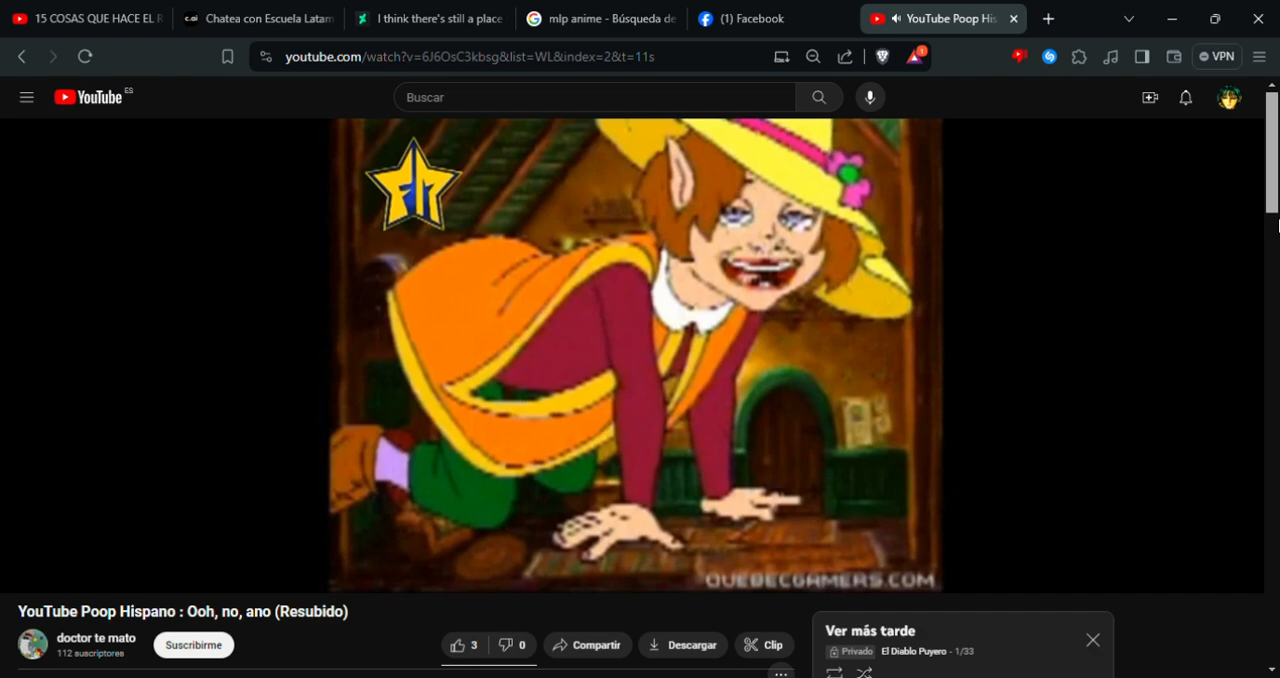 15 COSAS QUE HACE EL R
c.ai
Chatea con Escuela Latam
I think there's still a place
mlp anime - Búsqueda de
(1) Facebook
YouTube Poop His
youtube.com/watch?v=6J6OsC3kbsg&list=WL&index=2&t=11s
1
VPN
YouTube ES
Buscar
FM
QUEBECGAMERS.COM
YouTube Poop Hispano : Ooh, no, ano (Resubido)
doctor te mato
112 suscriptores
Suscribirme
3
0
Compartir
Descargar
Clip
Ver más tarde
Privado
El Diablo Puyero - 1/33